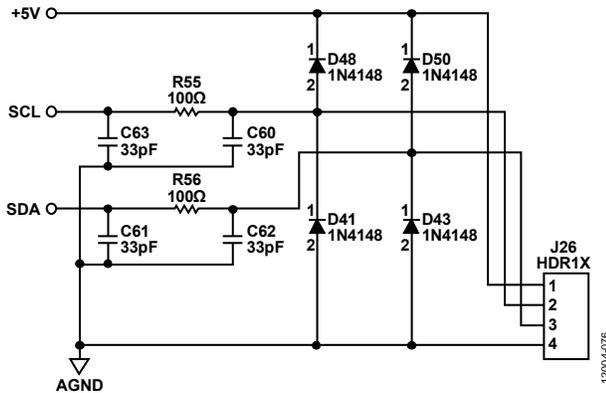 +5V
1
D48
1N4148
2
1
D50
1N4148
2
R55
100Ω
SCL
C63
33pF
C60
33pF
R56
100Ω
SDA
C61
33pF
C62
33pF
1
D41
1N4148
2
1
D43
1N4148
2
J26
HDR1X
1
2
3
4
AGND
12004-076